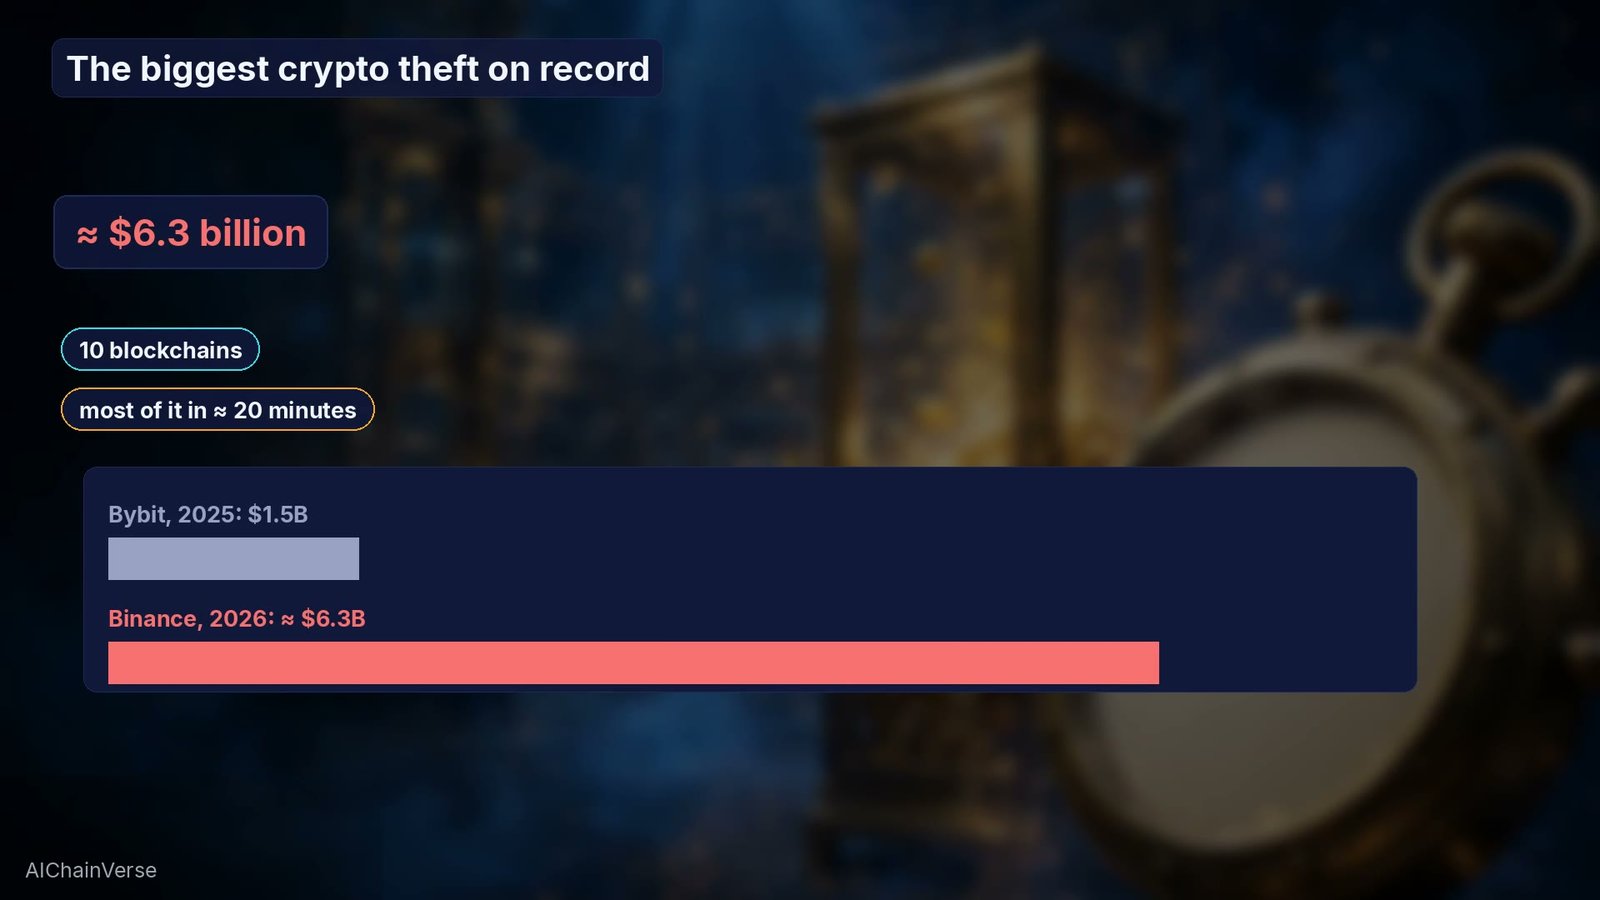 The biggest crypto theft on record
≈ $6.3 billion
10 blockchains
most of it in ≈ 20 minutes
Bybit, 2025: $1.5B
Binance, 2026: ≈ $6.3B
AIChainVerse